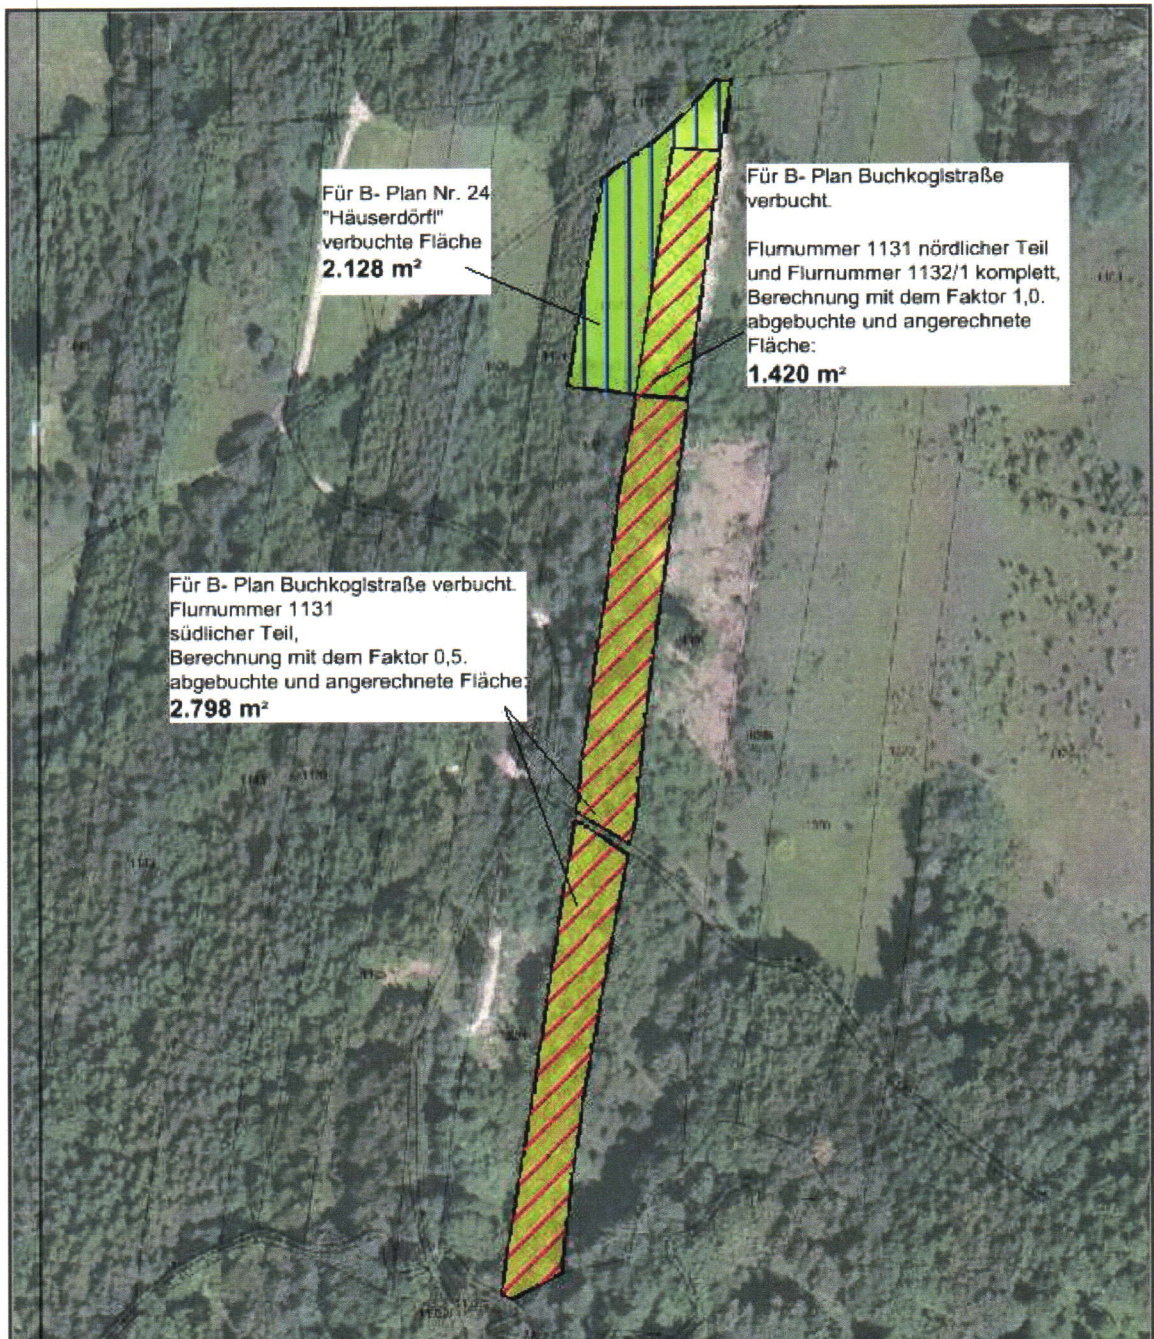 Für B- Plan Nr. 24
"Häuserdörfl"
verbuchte Fläche
2.128 m²
Für B- Plan Buchkoglstraße
verbucht.
Flurnummer 1131 nördlicher Teil
und Flurnummer 1132/1 komplett,
Berechnung mit dem Faktor 1,0.
abgebuchte und angerechnete
Fläche:
1.420 m²
Für B- Plan Buchkoglstraße verbucht.
Flurnummer 1131
südlicher Teil,
Berechnung mit dem Faktor 0,5.
abgebuchte und angerechnete Fläche:
2.798 m²